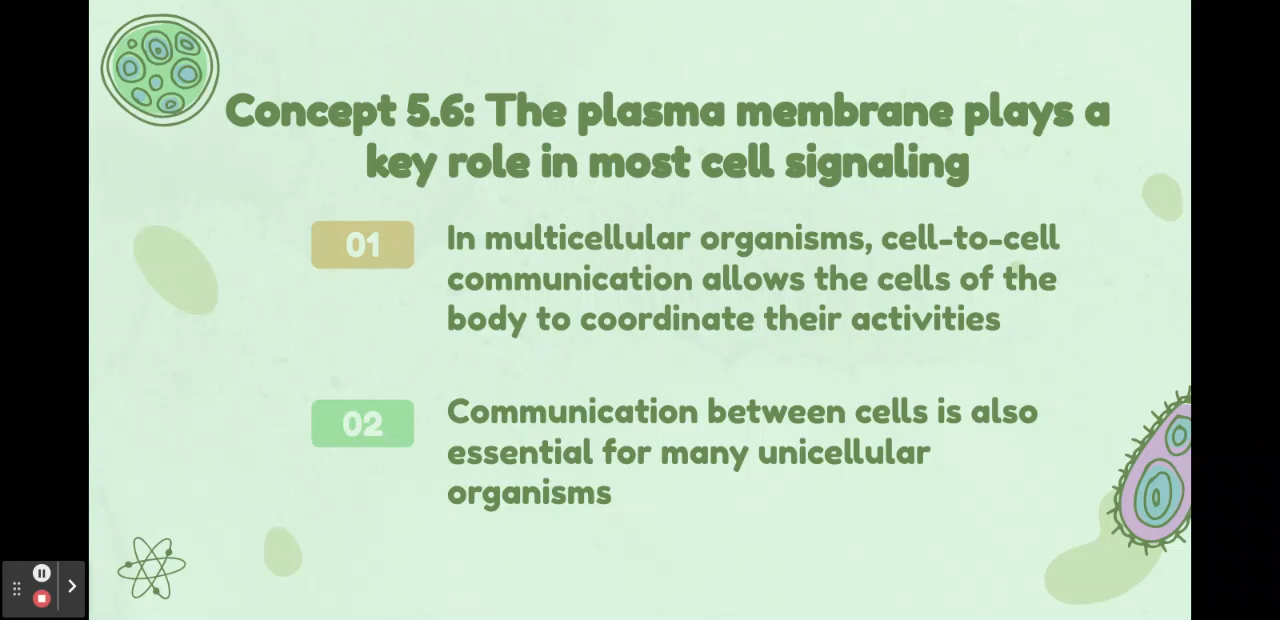 Concept 5.6: The plasma membrane plays a
key role in most cell signaling
01
In multicellular organisms, cell-to-cell
communication allows the cells of the
body to coordinate their activities
02
Communication between cells is also
essential for many unicellular
organisms